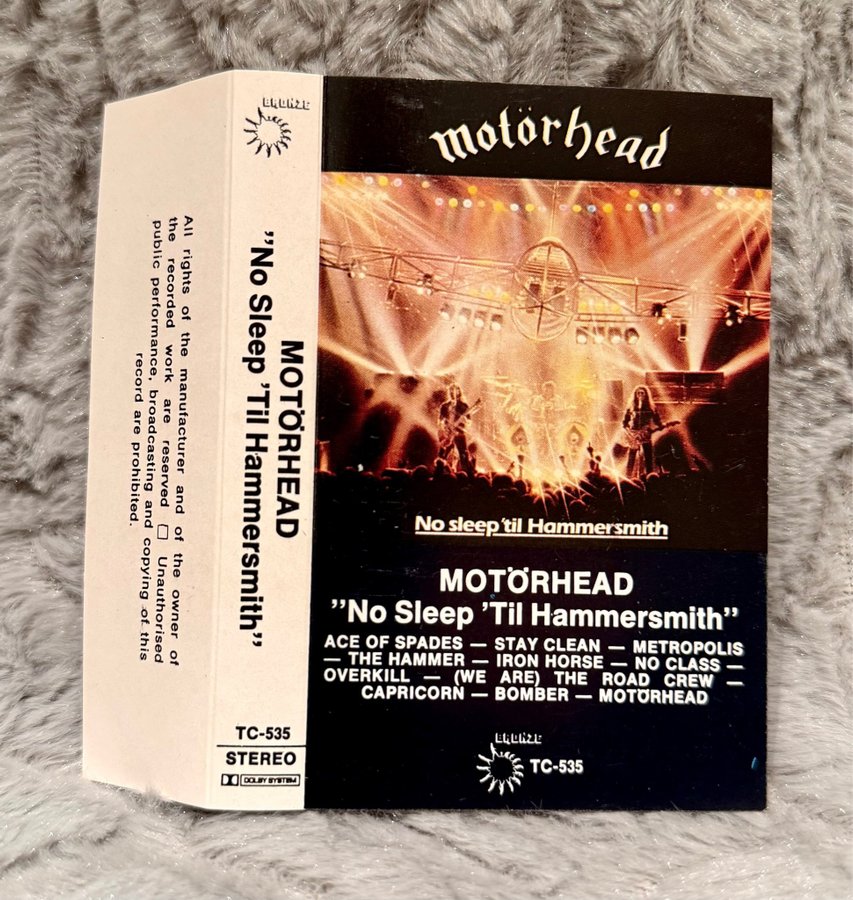 All rights of the manufacturer and of the owner of
the recorded work are reserved □ Unauthorised
public performance, broadcasting and copying of this
record are prohibited.
BRONZE
MOTÖRHEAD
”No Sleep ’Til Hammersmith”
TC-535
STEREO
DOLBY SYSTEM
motörhead
No sleep 'til Hammersmith
MOTÖRHEAD
”No Sleep ’Til Hammersmith”
ACE OF SPADES — STAY CLEAN — METROPOLIS
— THE HAMMER — IRON HORSE — NO CLASS —
OVERKILL — (WE ARE) THE ROAD CREW —
CAPRICORN — BOMBER — MOTÖRHEAD
BRONZE
TC-535